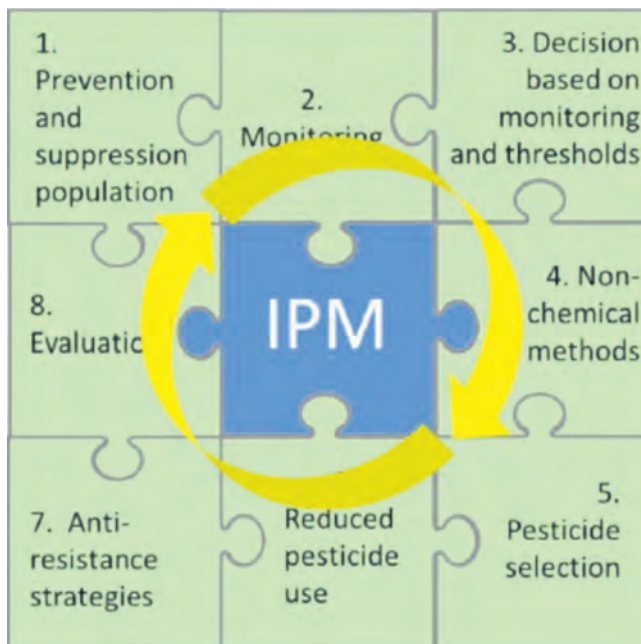 1.
Prevention
and
suppression
population
2.
Monitoring
3. Decision
based on
monitoring
and thresholds
IPM
4. Non-
chemical
methods
5.
Pesticide
selection
Reduced
pesticide
use
7. Anti-
resistance
strategies
8.
Evaluatic